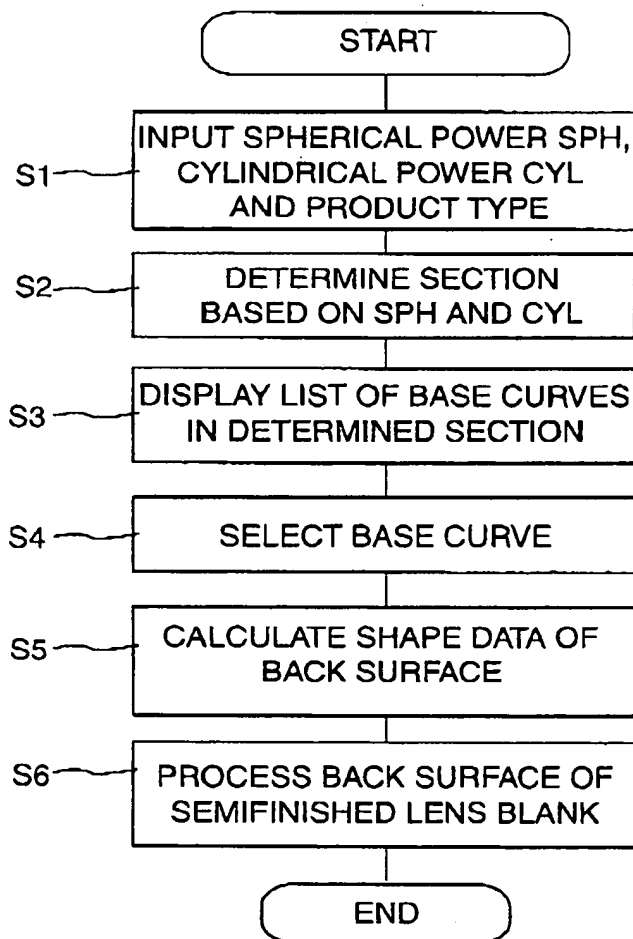 START
S1
INPUT SPHERICAL POWER SPH,
CYLINDRICAL POWER CYL
AND PRODUCT TYPE
S2
DETERMINE SECTION
BASED ON SPH AND CYL
S3
DISPLAY LIST OF BASE CURVES
IN DETERMINED SECTION
S4
SELECT BASE CURVE
S5
CALCULATE SHAPE DATA OF
BACK SURFACE
S6
PROCESS BACK SURFACE OF
SEMIFINISHED LENS BLANK
END